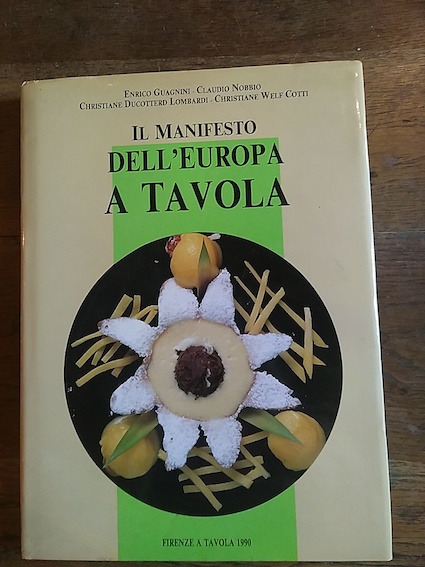 ENRICO GUAGNINI - CLAUDIO NOBBIO
CHRISTIANE DUCOTTERD LOMBARDI - CHRISTIANE WELF COTTI
IL MANIFESTO
DELL'EUROPA
A TAVOLA
FIRENZE A TAVOLA 1990